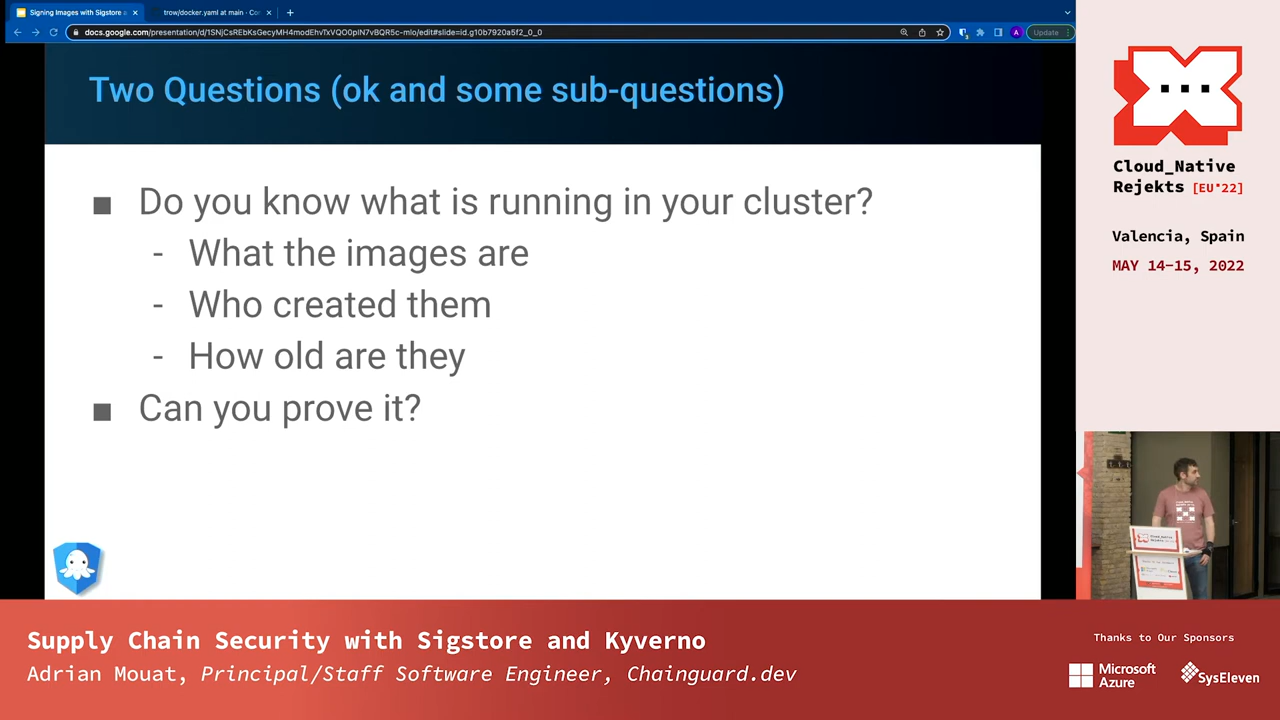 Signing Images with Sigstore a
trow/docker.yaml at main · Co
docs.google.com/presentation/d/1SNjCsREbKsGecyMH4modEhvTxVQO0plN7vBQR5c-mlo/edit#slide=id.g10b7920a5f2_0_0
A
Update
Two Questions (ok and some sub-questions)
■ Do you know what is running in your cluster?
- What the images are
- Who created them
- How old are they
■ Can you prove it?
Cloud_Native
Rejekts [EU*22]
Valencia, Spain
MAY 14-15, 2022
Supply Chain Security with Sigstore and Kyverno
Adrian Mouat, Principal/Staff Software Engineer, Chainguard.dev
Thanks to Our Sponsors
Microsoft
Azure
SysEleven